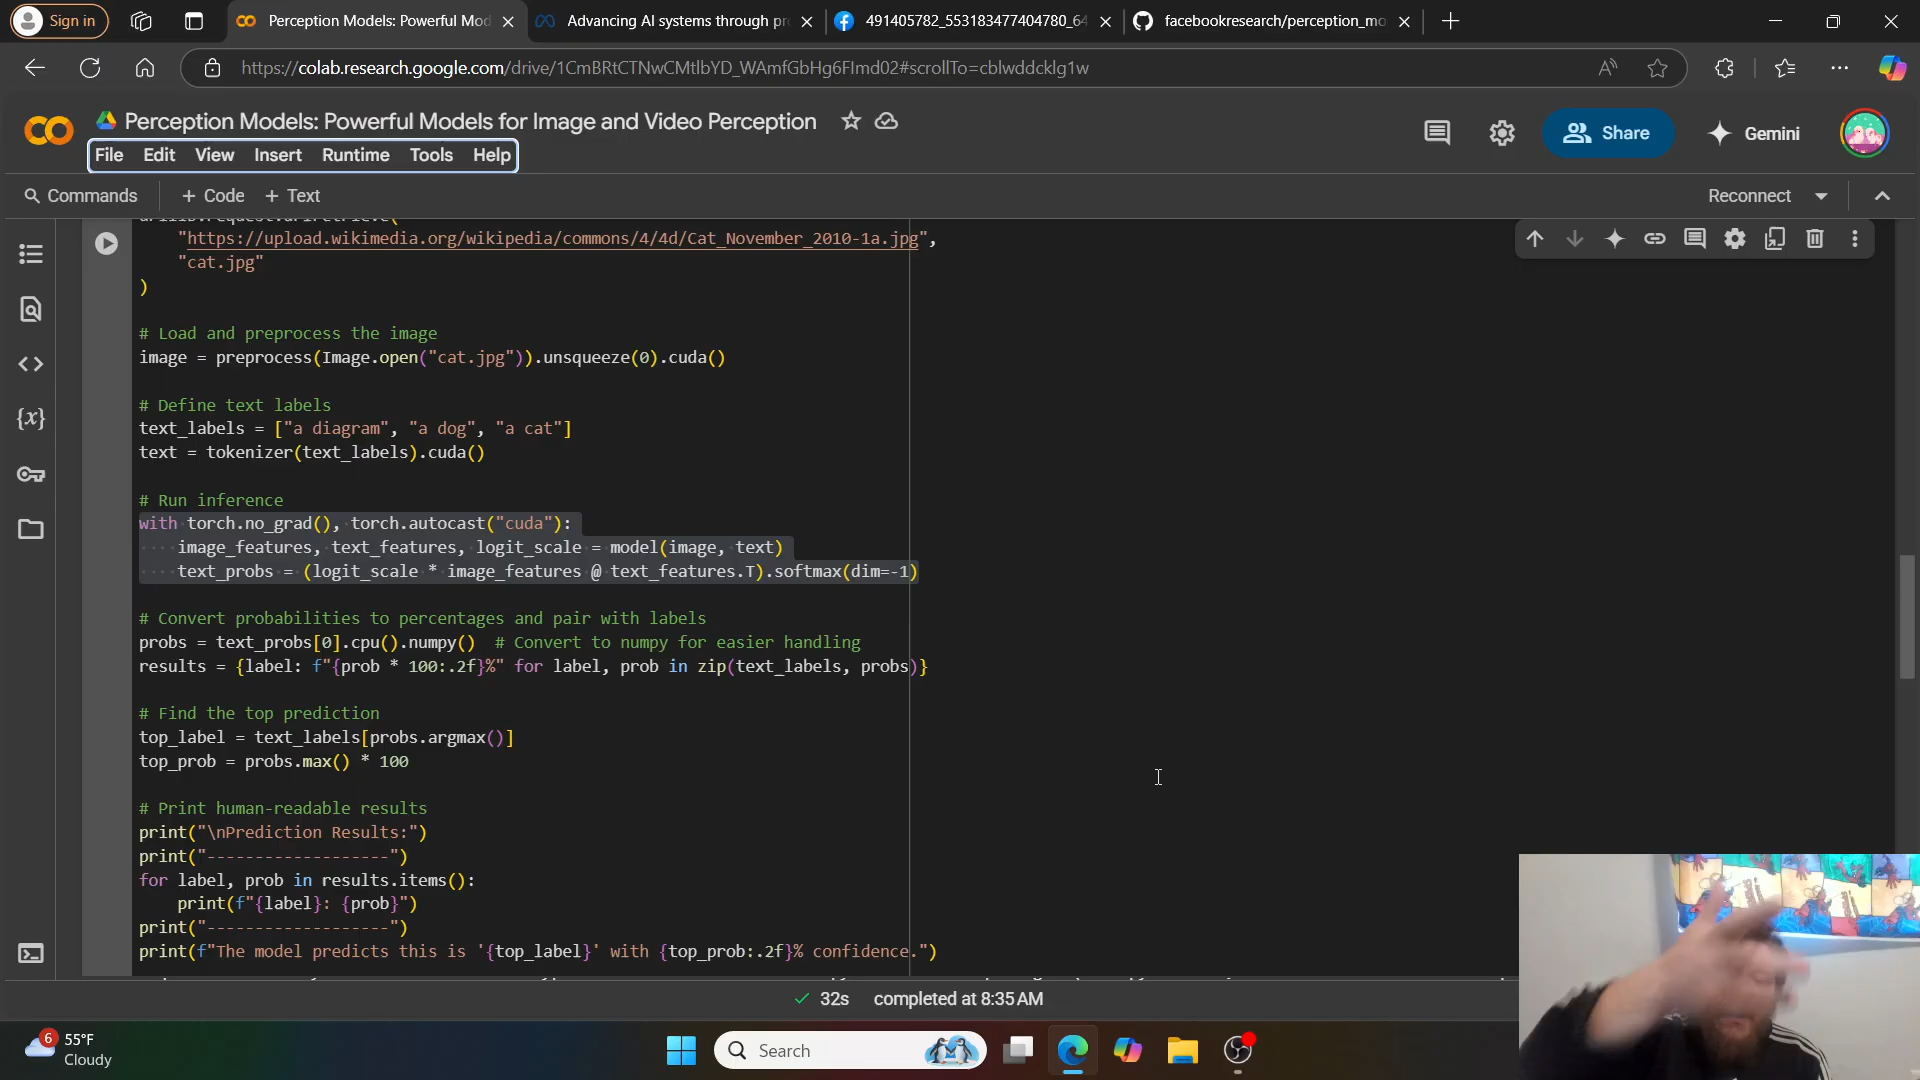 Sign in
Perception Models: Powerful Mod
Advancing AI systems through pr
491405782_553183477404780_64
facebookresearch/perception_mo
https://colab.research.google.com/drive/1CmBRtCTNwCMtlbYD_WAmfGbHg6FImd02#scrollTo=cblwddcklg1w
Perception Models: Powerful Models for Image and Video Perception
File Edit View Insert Runtime Tools Help
Share
Gemini
Commands
+ Code + Text
Reconnect
"https://upload.wikimedia.org/wikipedia/commons/4/4d/Cat_November_2010-1a.jpg",
"cat.jpg"
)
# Load and preprocess the image
image = preprocess(Image.open("cat.jpg")).unsqueeze(0).cuda()
# Define text labels
text_labels = ["a diagram", "a dog", "a cat"]
text = tokenizer(text_labels).cuda()
# Run inference
with torch.no_grad(), torch.autocast("cuda"):
image_features, text_features, logit_scale = model(image, text)
text_probs = (logit_scale * image_features @ text_features.T).softmax(dim=-1)
# Convert probabilities to percentages and pair with labels
probs = text_probs[0].cpu().numpy()  # Convert to numpy for easier handling
results = {label: f"{prob * 100:.2f}%" for label, prob in zip(text_labels, probs)}
# Find the top prediction
top_label = text_labels[probs.argmax()]
top_prob = probs.max() * 100
# Print human-readable results
print("\nPrediction Results:")
print("-------------------")
for label, prob in results.items():
print(f"{label}: {prob}")
print("-------------------")
print(f"The model predicts this is '{top_label}' with {top_prob:.2f}% confidence.")
32s completed at 8:35 AM
6
55°F
Cloudy
Search